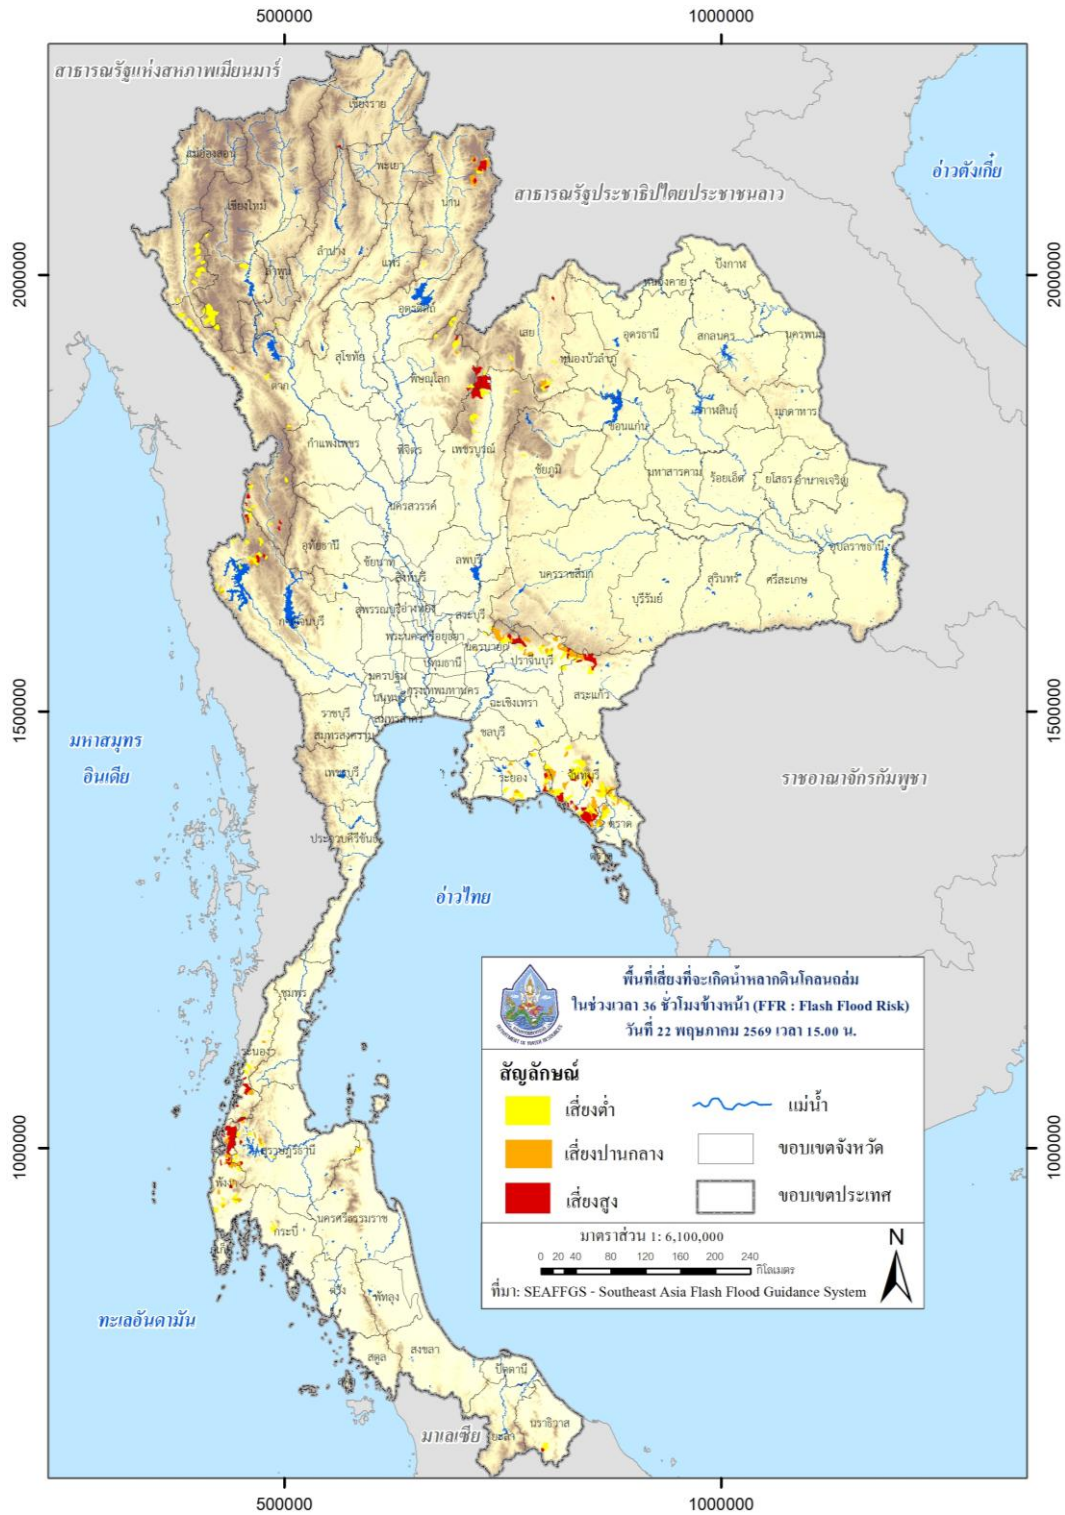 500000
1000000
สาธารณรัฐแห่งสหภาพเมียนมาร์
เชียงราย
แม่ฮ่องสอน
พะเยา
อ่าวตังเกี๋ย
สาธารณรัฐประชาธิปไตยประชาชนลาว
เชียงใหม่
น่าน
ลำปาง
บึงกาฬ
2000000
ลำพูน
แพร่
หนองคาย
2000000
อุตรดิตถ์
เลย
อุดรธานี
สกลนคร
นครพนม
สุโขทัย
หนองบัวลำภู
ตาก
พิษณุโลก
กาฬสินธุ์
มุกดาหาร
ขอนแก่น
กำแพงเพชร
พิจิตร
เพชรบูรณ์
ชัยภูมิ
มหาสารคาม
ร้อยเอ็ด
ยโสธร
อำนาจเจริญ
นครสวรรค์
อุทัยธานี
อุบลราชธานี
ชัยนาท
ลพบุรี
นครราชสีมา
สุรินทร์
ศรีสะเกษ
สิงห์บุรี
บุรีรัมย์
สุพรรณบุรี
อ่างทอง
สระบุรี
กาญจนบุรี
พระนครศรีอยุธยา
นครนายก
ปราจีนบุรี
ปทุมธานี
นครปฐม
กรุงเทพมหานคร
สระแก้ว
นนทบุรี
ฉะเชิงเทรา
1500000
ราชบุรี
สมุทรสาคร
1500000
มหาสมุทร
อินเดีย
สมุทรสงคราม
ชลบุรี
เพชรบุรี
ระยอง
จันทบุรี
ราชอาณาจักรกัมพูชา
ตราด
ประจวบคีรีขันธ์
ตราด
อ่าวไทย
ชุมพร
พื้นที่เสี่ยงที่จะเกิดน้ำหลากดินโคลนถล่ม
ในช่วงเวลา 36 ชั่วโมงข้างหน้า (FFR : Flash Flood Risk)
วันที่ 22 พฤษภาคม 2569 เวลา 15.00 น.
DEPARTMENT OF WATER RESOURCES
ระนอง
สัญลักษณ์
เสี่ยงต่ำ
แม่น้ำ
1000000
สุราษฎร์ธานี
เสี่ยงปานกลาง
ขอบเขตจังหวัด
1000000
พังงา
เสี่ยงสูง
ขอบเขตประเทศ
นครศรีธรรมราช
กระบี่
ภูเก็ต
มาตราส่วน 1: 6,100,000
N
0 20 40 80 120 160 200 240
กิโลเมตร
ที่มา: SEAFFGS - Southeast Asia Flash Flood Guidance System
ตรัง
พัทลุง
ทะเลอันดามัน
สตูล
สงขลา
ปัตตานี
นราธิวาส
มาเลเซีย
ยะลา
500000
1000000